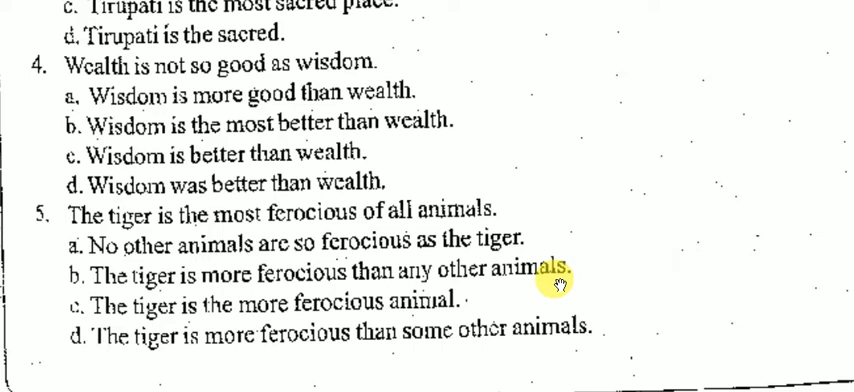 c. Tirupati is the most sacred place.
d. Tirupati is the sacred.
4. Wealth is not so good as wisdom.
a. Wisdom is more good than wealth.
b. Wisdom is the most better than wealth.
c. Wisdom is better than wealth.
d. Wisdom was better than wealth.
5. The tiger is the most ferocious of all animals.
a. No other animals are so ferocious as the tiger.
b. The tiger is more ferocious than any other animals.
c. The tiger is the more ferocious animal.
d. The tiger is more ferocious than some other animals.